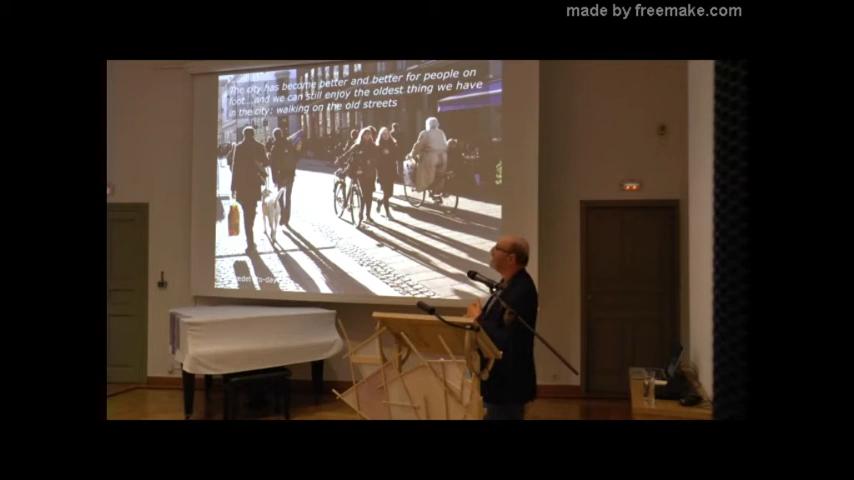 made by freemake.com
The city has become better and better for people on
foot...and we can still enjoy the oldest thing we have
in the city: walking on the old streets